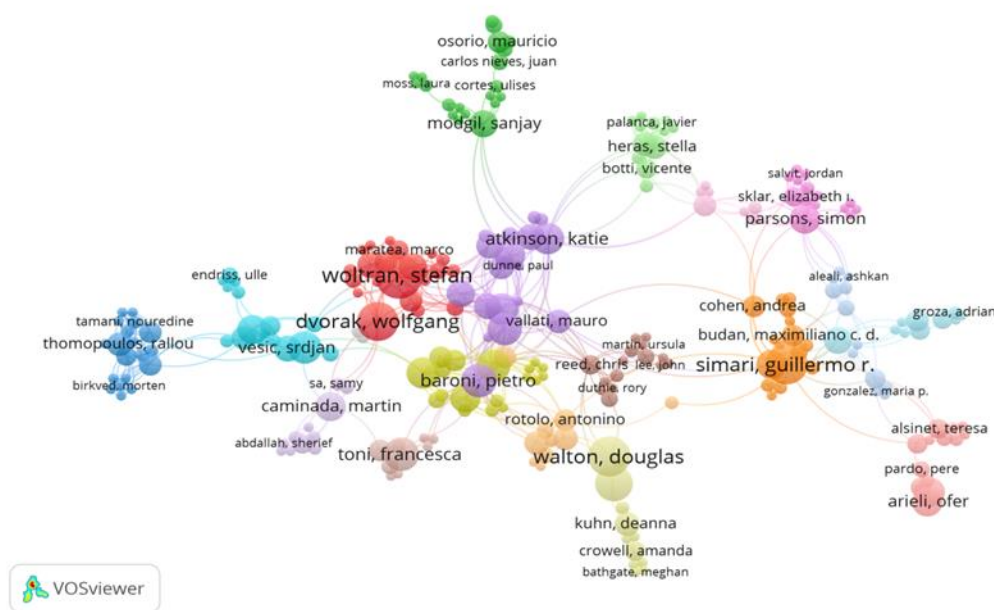 osorio, mauricio
carlos nieves, juan
moss, laura
cortes, ulises
modgil, sanjay
palanca, javier
heras, stella
botti, vicente
salvit, jordan
sklar, elizabeth ı.
parsons, simon
atkinson, katie
maratea, marco
dunne, paul
woltran, stefan
endriss, ulle
aleali, ashkan
cohen, andrea
groza, adrian
tamani, nouredine
dvorak, wolfgang
vallati, mauro
thomopoulos, rallou
vesic, srdjan
budan, maximiliano c. d.
martin, ursula
reed, chris
lee, john
simari, guillermo r.
birkved, morten
sa, samy
baroni, pietro
duthie, rory
gonzalez, maria p.
caminada, martin
rotolo, antonino
alsinet, teresa
abdallah, sherief
toni, francesca
walton, douglas
pardo, pere
arieli, ofer
kuhn, deanna
crowell, amanda
bathgate, meghan
VOSviewer